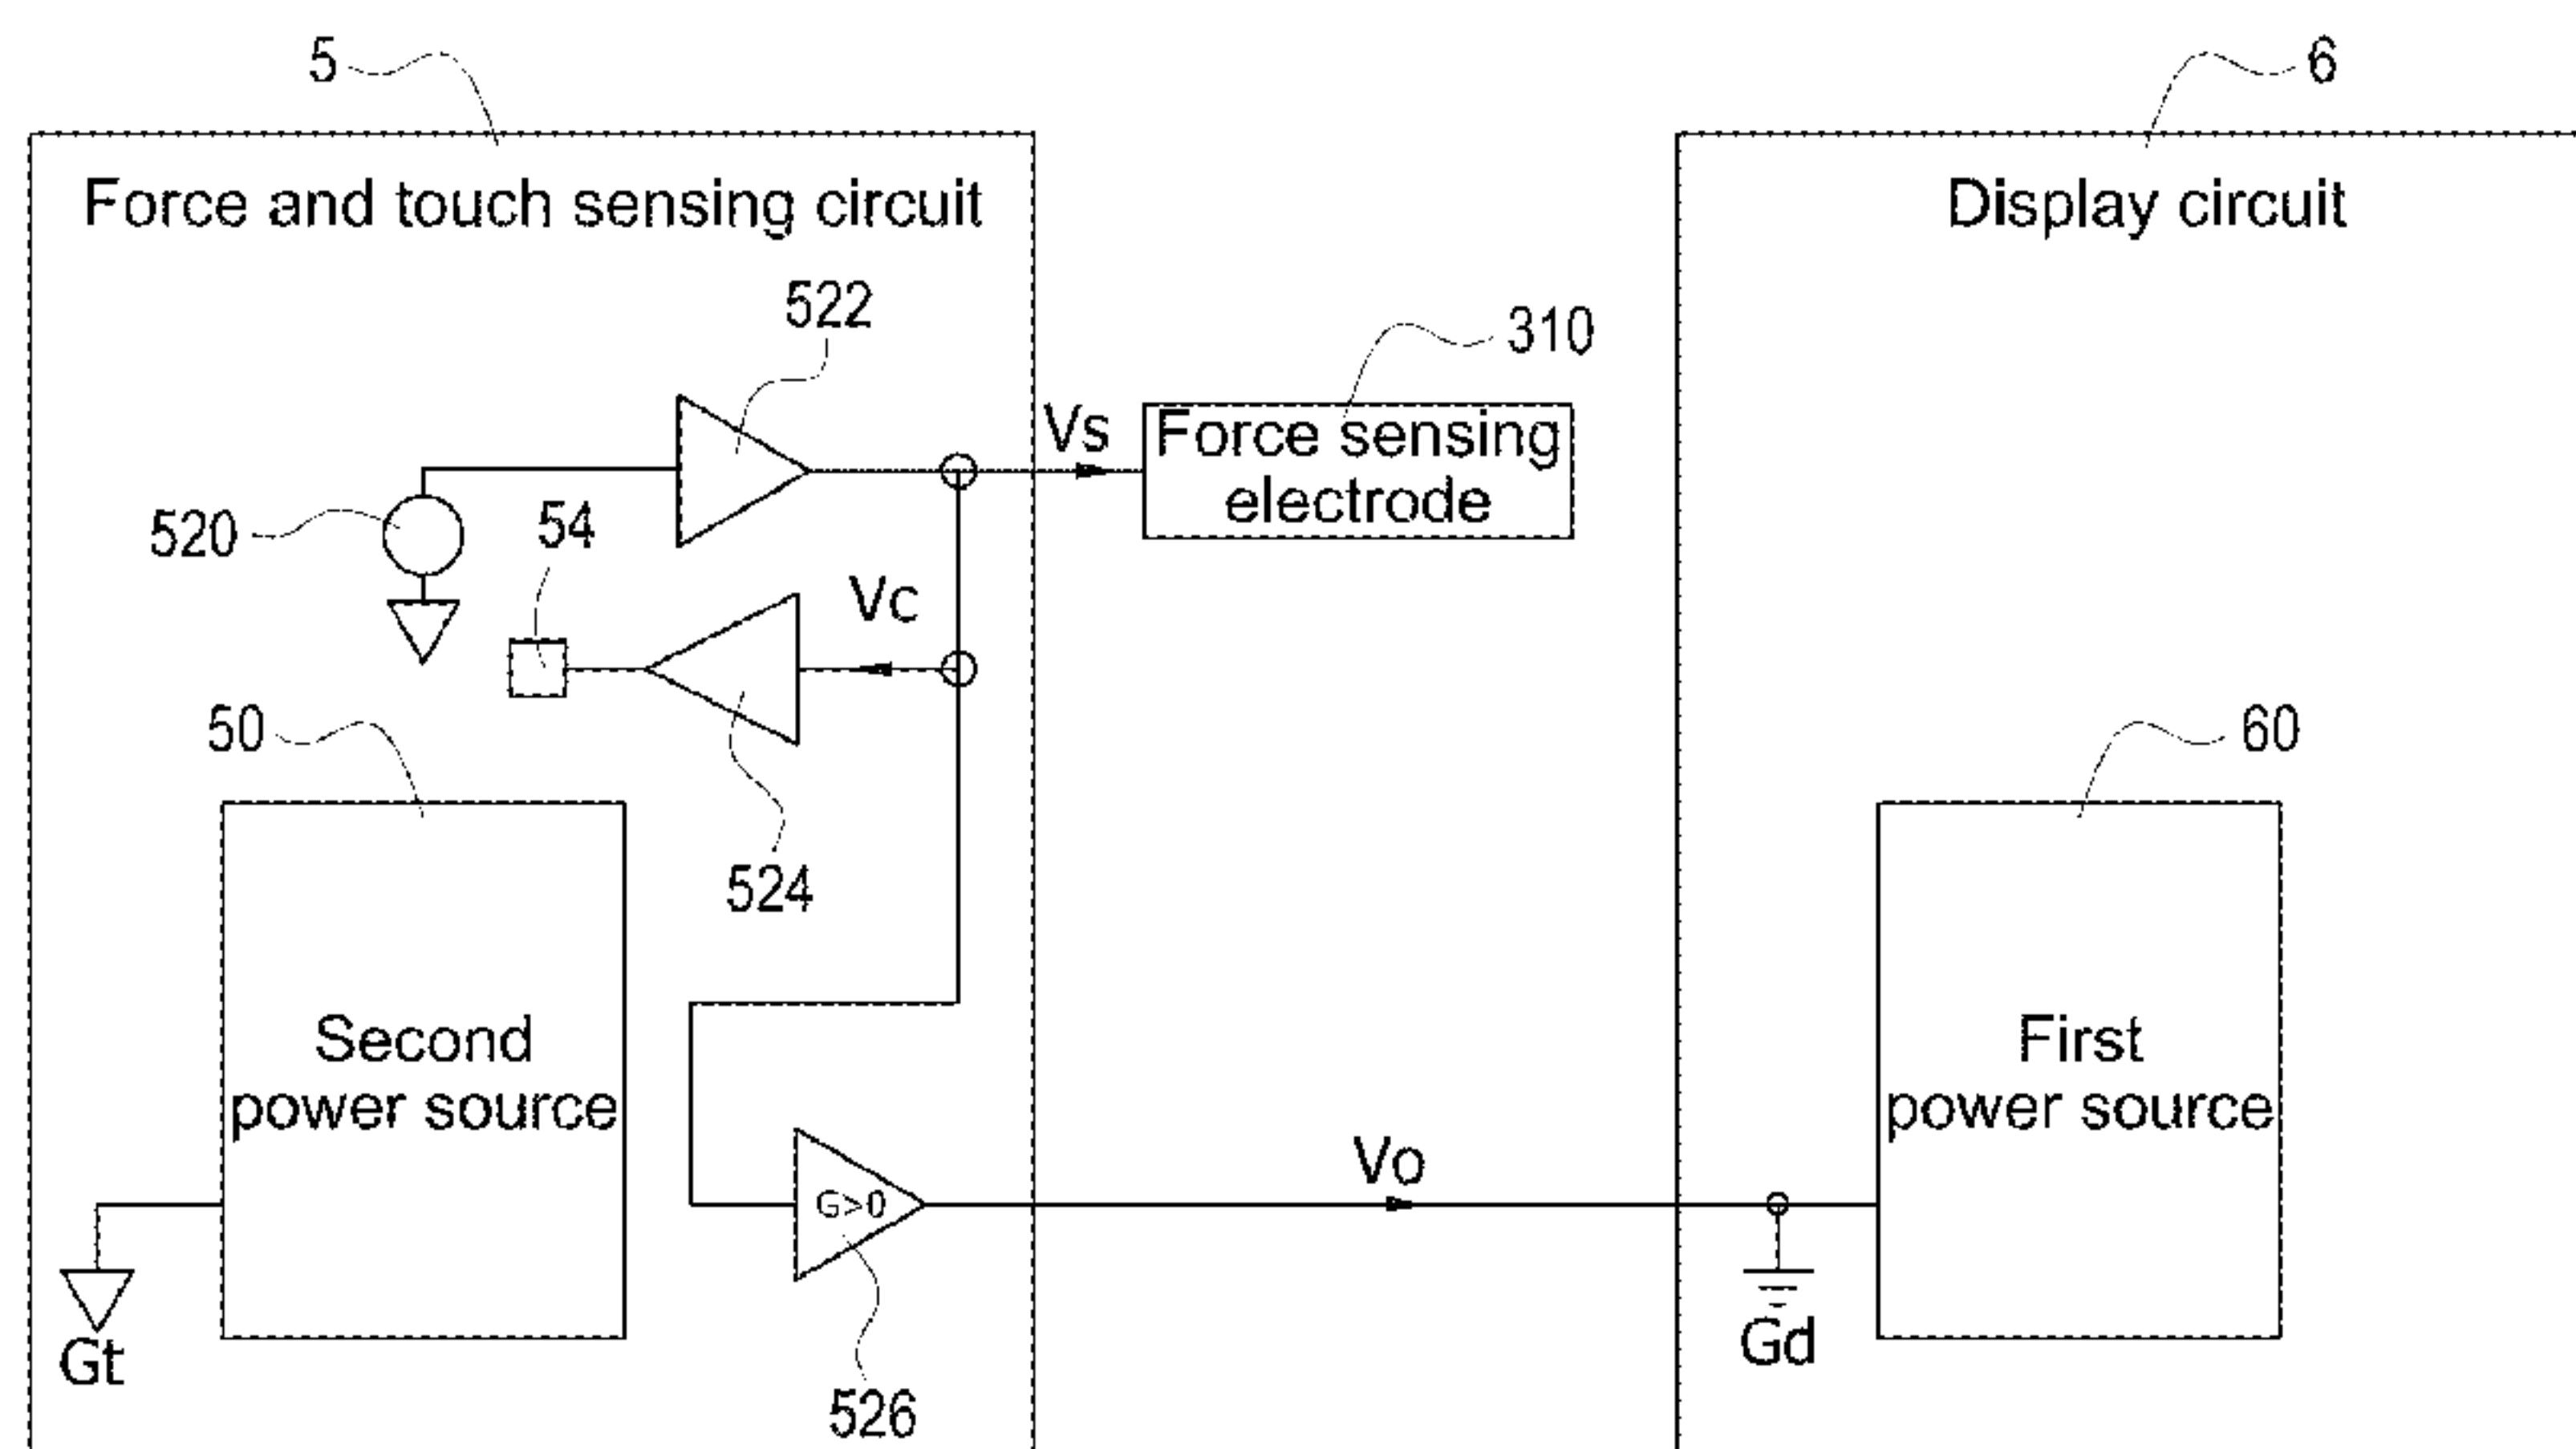 5
6
Force and touch sensing circuit
Display circuit
522
310
Vs
Force sensing
electrode
520
54
Vc
50
60
524
Second
power source
First
power source
Vo
G>0
Gt
Gd
526